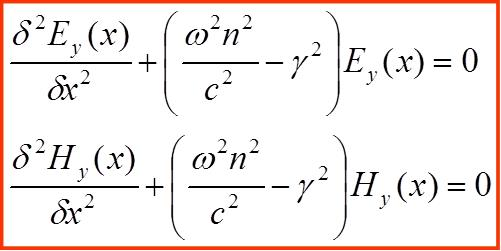 δ²E_y(x)/δx² + (ω²n²/c² − γ²)E_y(x) = 0
δ²H_y(x)/δx² + (ω²n²/c² − γ²)H_y(x) = 0